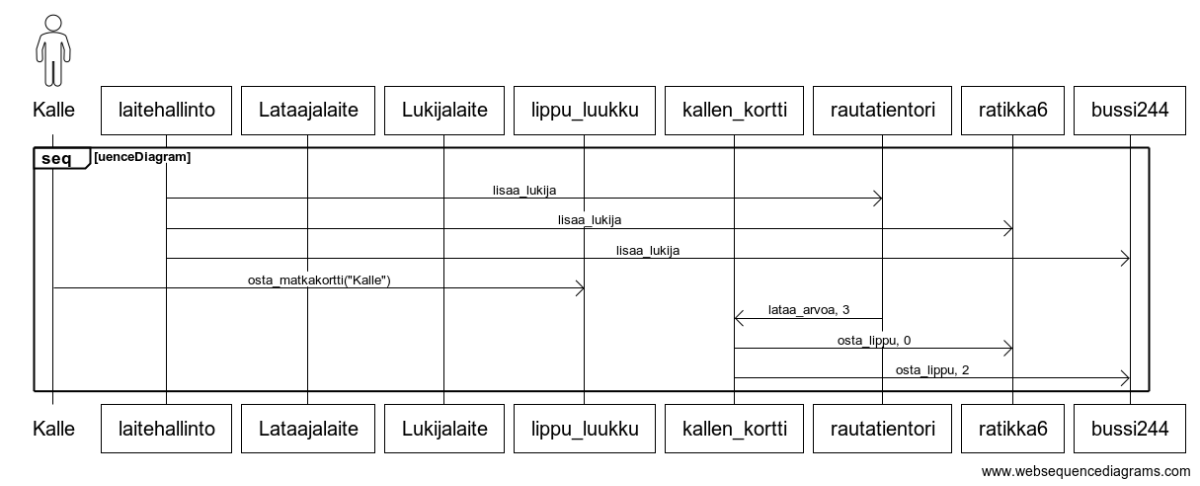 Kalle laitehallinto Lataajalaite Lukijalaite lippu_luukku kallen_kortti rautatientori ratikka6 bussi244
seq [uenceDiagram]
lisaa_lukija
lisaa_lukija
lisaa_lukija
osta_matkakortti("Kalle")
lataa_arvoa, 3
osta_lippu, 0
osta_lippu, 2
Kalle laitehallinto Lataajalaite Lukijalaite lippu_luukku kallen_kortti rautatientori ratikka6 bussi244
www.websequencediagrams.com